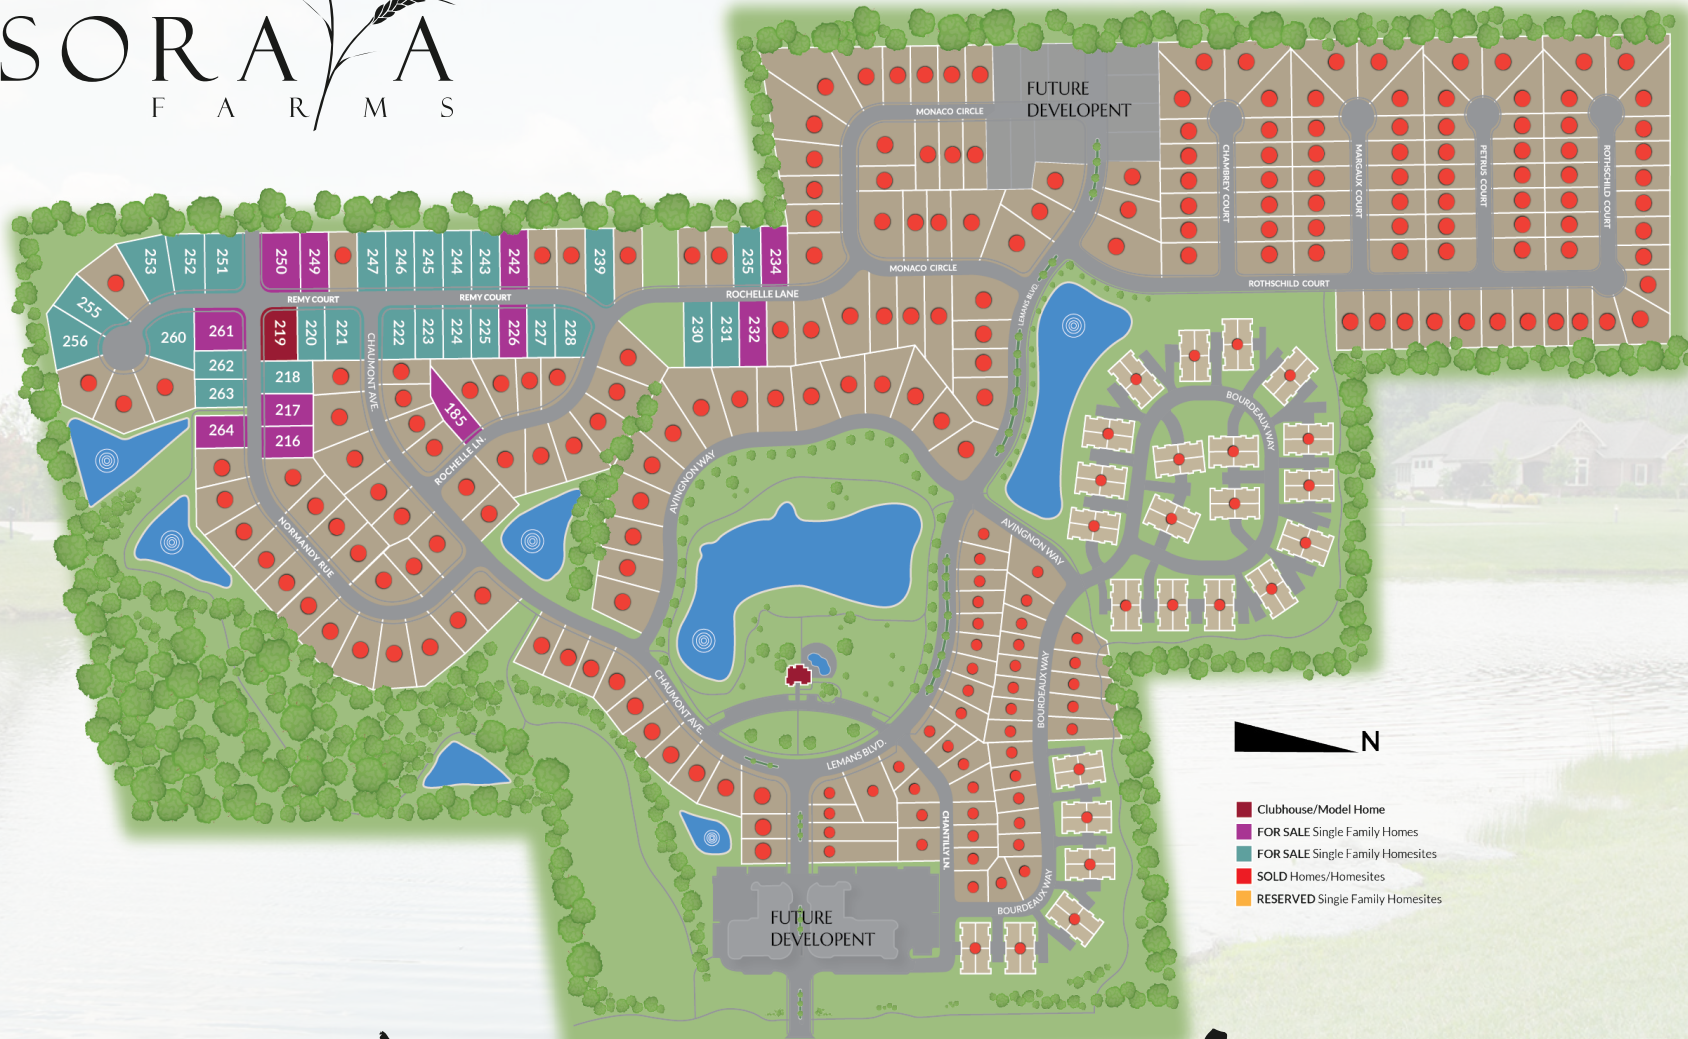 SORAYA
FARMS
FUTURE
DEVELOPENT
MONACO CIRCLE
CHAMBREY COURT
MARGAUX COURT
PETRUS COURT
ROTHSCHILD COURT
253
252
251
250
249
247
246
245
244
243
242
239
235
234
MONACO CIRCLE
ROTHSCHILD COURT
255
REMY COURT
REMY COURT
ROCHELLE LANE
LEMANS BLVD.
256
260
261
219
220
221
222
223
224
225
226
227
228
230
231
232
262
218
CHAUMONT AVE.
263
217
185
264
216
ROCHELLE LN.
BOURDEAUX WAY
AVINGNON WAY
NORMANDY RUE
AVINGNON WAY
CHAUMONT AVE.
BOURDEAUX WAY
LEMANS BLVD.
N
CHANTILLY LN.
BOURDEAUX WAY
FUTURE
DEVELOPENT
Clubhouse/Model Home
FOR SALE Single Family Homes
FOR SALE Single Family Homesites
SOLD Homes/Homesites
RESERVED Single Family Homesites